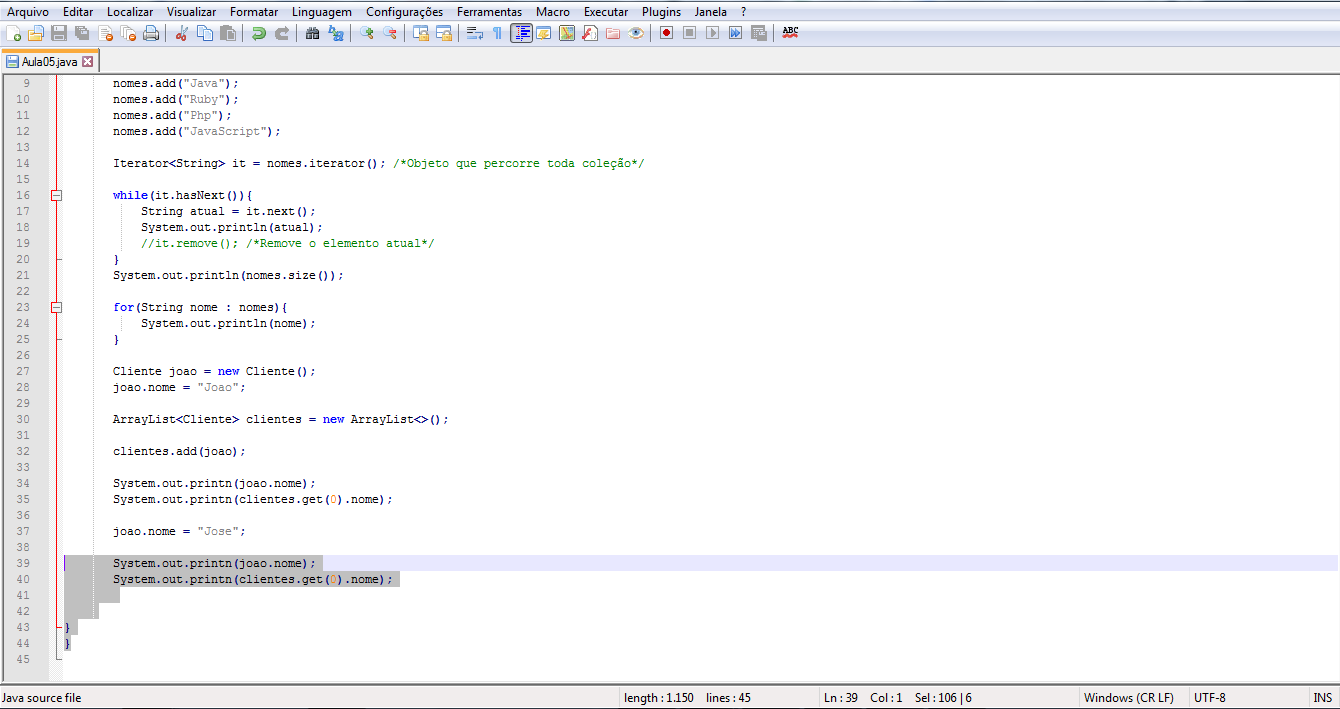 Arquivo Editar Localizar Visualizar Formatar Linguagem Configurações Ferramentas Macro Executar Plugins Janela ?
ABC
Aula05.java
9 nomes.add("Java");
10 nomes.add("Ruby");
11 nomes.add("Php");
12 nomes.add("JavaScript");
13
14 Iterator<String> it = nomes.iterator(); /*Objeto que percorre toda coleção*/
15
16 while(it.hasNext()){
17 String atual = it.next();
18 System.out.println(atual);
19 //it.remove(); /*Remove o elemento atual*/
20 }
21 System.out.println(nomes.size());
22
23 for(String nome : nomes){
24 System.out.println(nome);
25 }
26
27 Cliente joao = new Cliente();
28 joao.nome = "Joao";
29
30 ArrayList<Cliente> clientes = new ArrayList<>();
31
32 clientes.add(joao);
33
34 System.out.printn(joao.nome);
35 System.out.printn(clientes.get(0).nome);
36
37 joao.nome = "Jose";
38
39 System.out.printn(joao.nome);
40 System.out.printn(clientes.get(0).nome);
41
42
43 }
44 }
45
Java source file length : 1.150 lines : 45 Ln : 39 Col : 1 Sel : 106 | 6 Windows (CR LF) UTF-8 INS